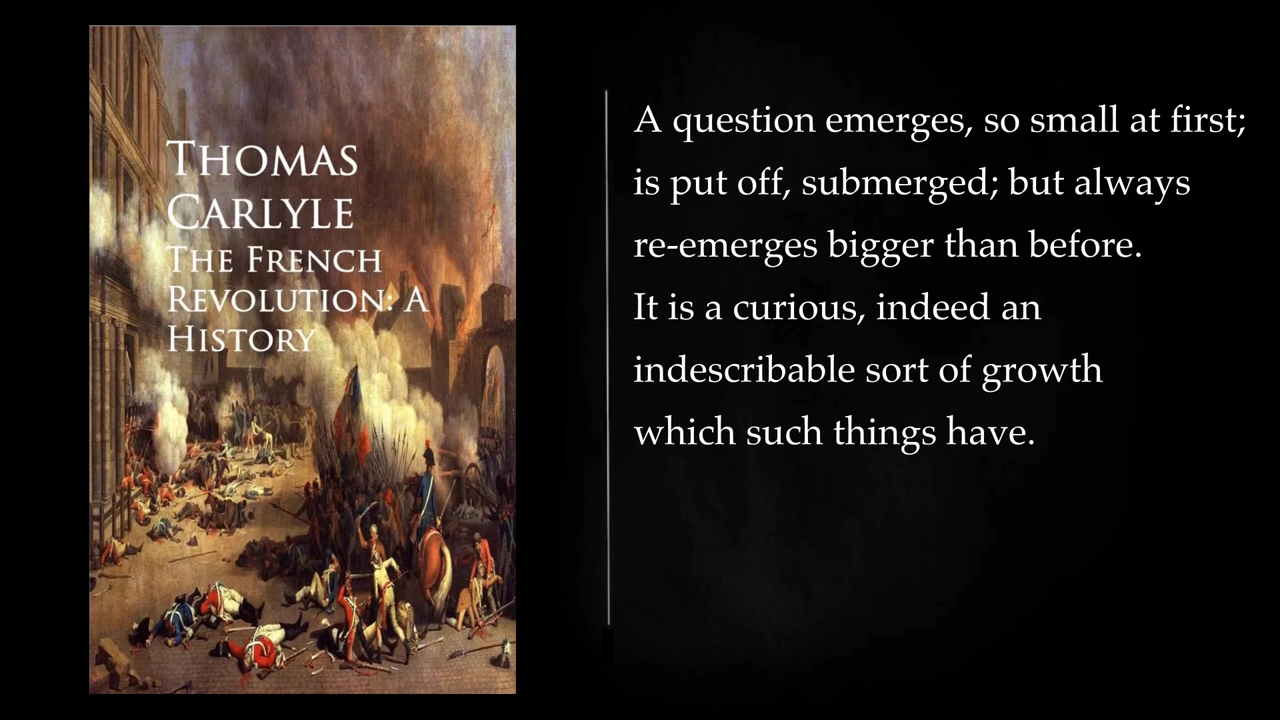 THOMAS
CARLYLE
THE FRENCH
REVOLUTION: A
HISTORY
A question emerges, so small at first;
is put off, submerged; but always
re-emerges bigger than before.
It is a curious, indeed an
indescribable sort of growth
which such things have.